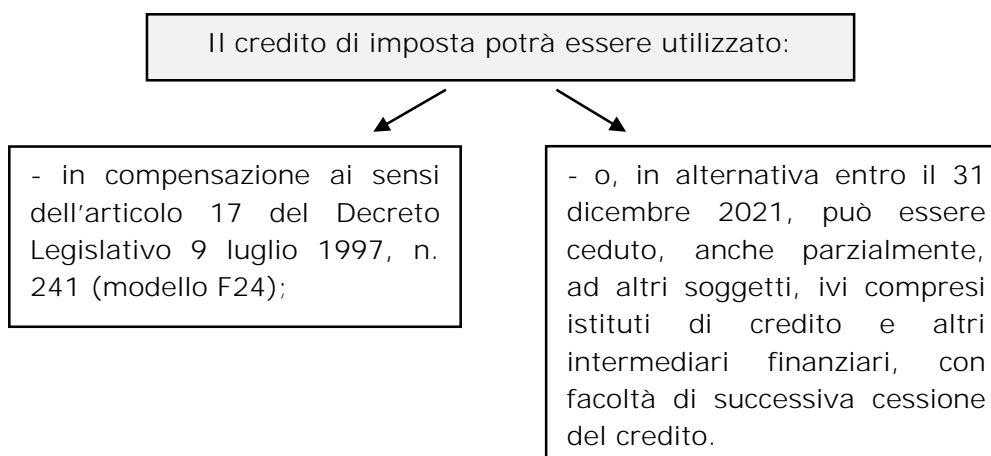 Il credito di imposta potrà essere utilizzato:
- in compensazione ai sensi
dell'articolo 17 del Decreto
Legislativo 9 luglio 1997, n.
241 (modello F24);
- o, in alternativa entro il 31
dicembre 2021, può essere
ceduto, anche parzialmente,
ad altri soggetti, ivi compresi
istituti di credito e altri
intermediari finanziari, con
facoltà di successiva cessione
del credito.